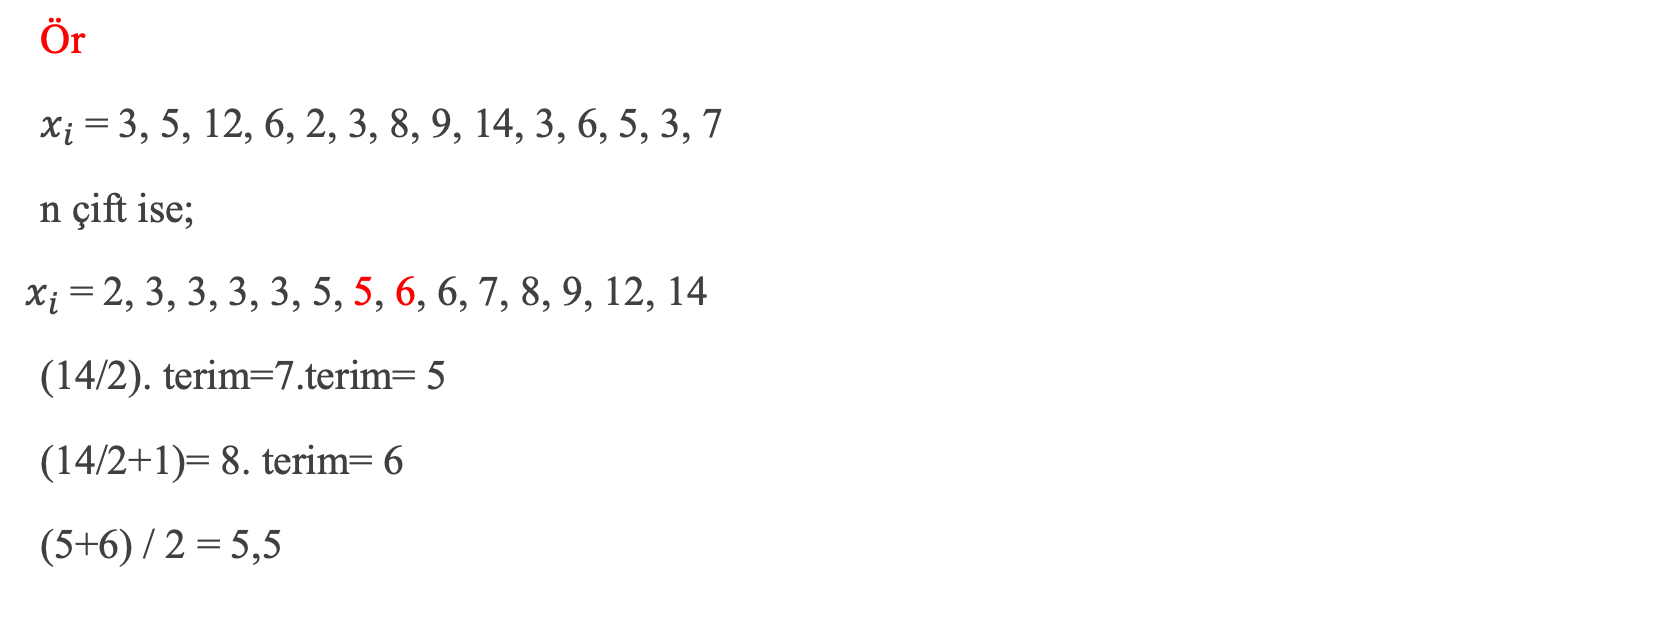 Ör
xᵢ = 3, 5, 12, 6, 2, 3, 8, 9, 14, 3, 6, 5, 3, 7
n çift ise;
xᵢ = 2, 3, 3, 3, 3, 5, 5, 6, 6, 7, 8, 9, 12, 14
(14/2). terim=7.terim= 5
(14/2+1)= 8. terim= 6
(5+6) / 2 = 5,5